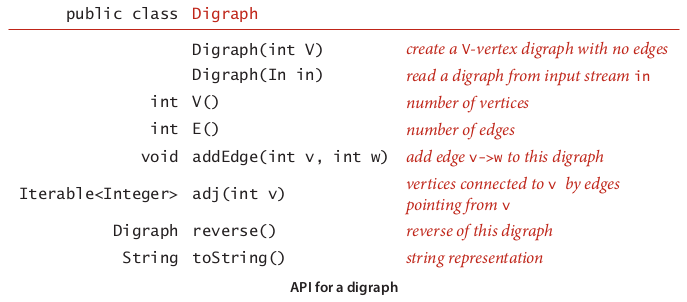 public class Digraph
Digraph(int V) create a V-vertex digraph with no edges
Digraph(In in) read a digraph from input stream in
int V() number of vertices
int E() number of edges
void addEdge(int v, int w) add edge v->w to this digraph
vertices connected to v by edges
Iterable<Integer> adj(int v)
pointing from v
Digraph reverse() reverse of this digraph
String toString() string representation
API for a digraph